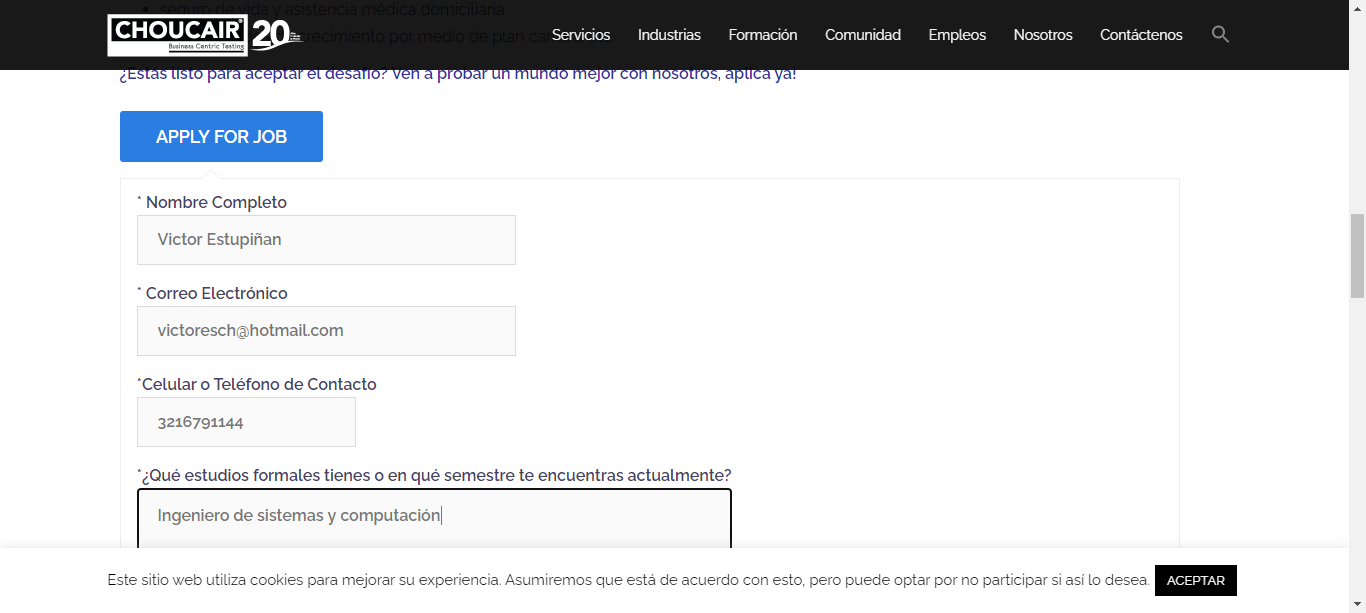 seguro de vida y asistencia médica domiciliaria
CHOUCAIR 20
Business Centric Testing
crecimiento por medio de plan
Servicios Industrias Formación Comunidad Empleos Nosotros Contáctenos
¿Estás listo para aceptar el desafío? Ven a probar un mundo mejor con nosotros, aplica ya!
APPLY FOR JOB
* Nombre Completo
Victor Estupiñan
* Correo Electrónico
victoresch@hotmail.com
*Celular o Teléfono de Contacto
3216791144
*¿Qué estudios formales tienes o en qué semestre te encuentras actualmente?
Ingeniero de sistemas y computación
Este sitio web utiliza cookies para mejorar su experiencia. Asumiremos que está de acuerdo con esto, pero puede optar por no participar si así lo desea. ACEPTAR